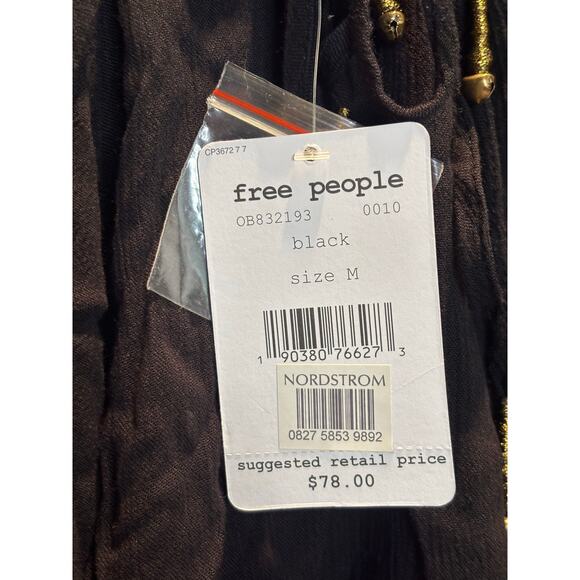 CP3672 7 7
free people
OB832193 0010
black
size M
1 90380 76627 3
NORDSTROM
0827 5853 9892
suggested retail price
$78.00